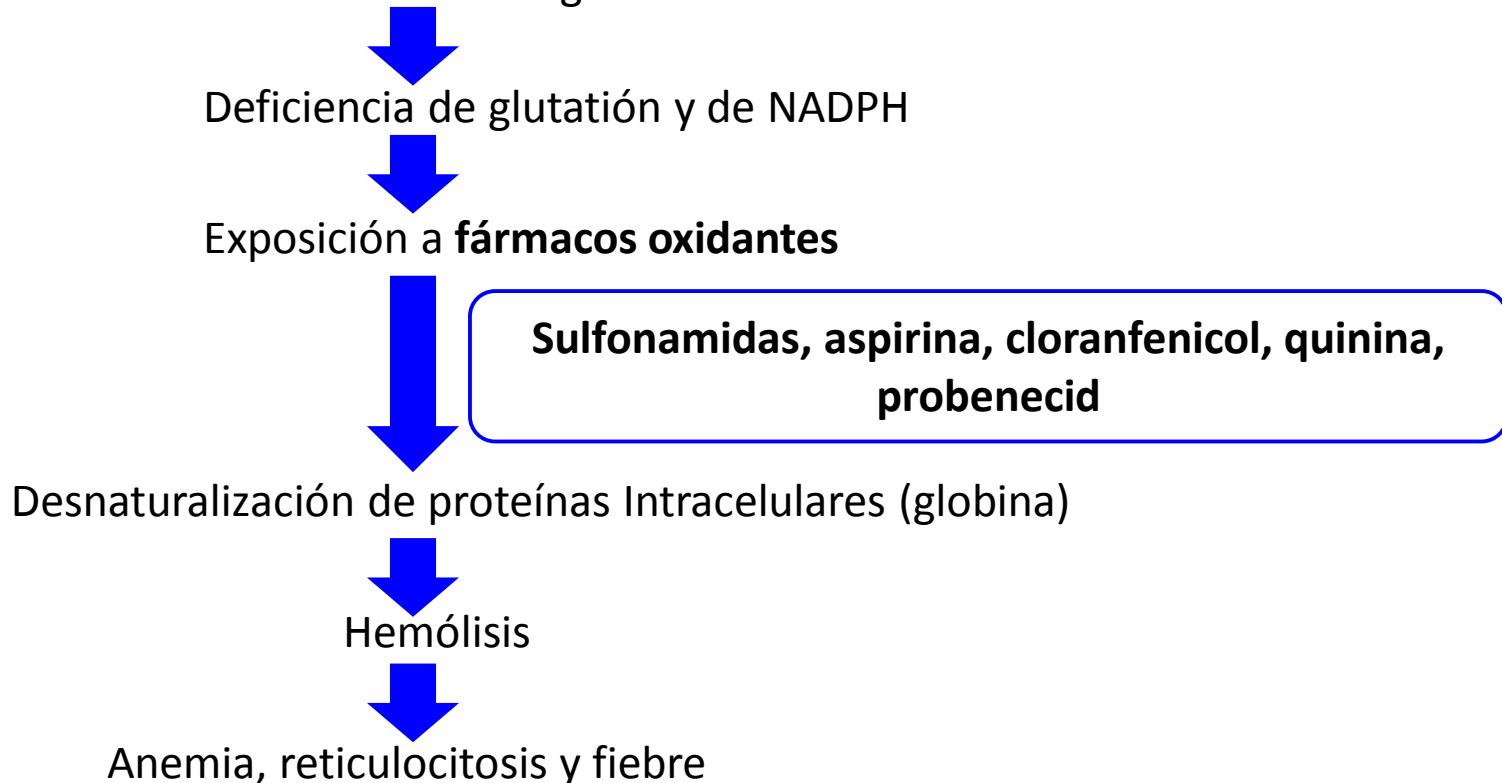 Deficiencia de glutatión y de NADPH
Exposición a fármacos oxidantes
Sulfonamidas, aspirina, cloranfenicol, quinina,
probenecid
Desnaturalización de proteínas Intracelulares (globina)
Hemólisis
Anemia, reticulocitosis y fiebre